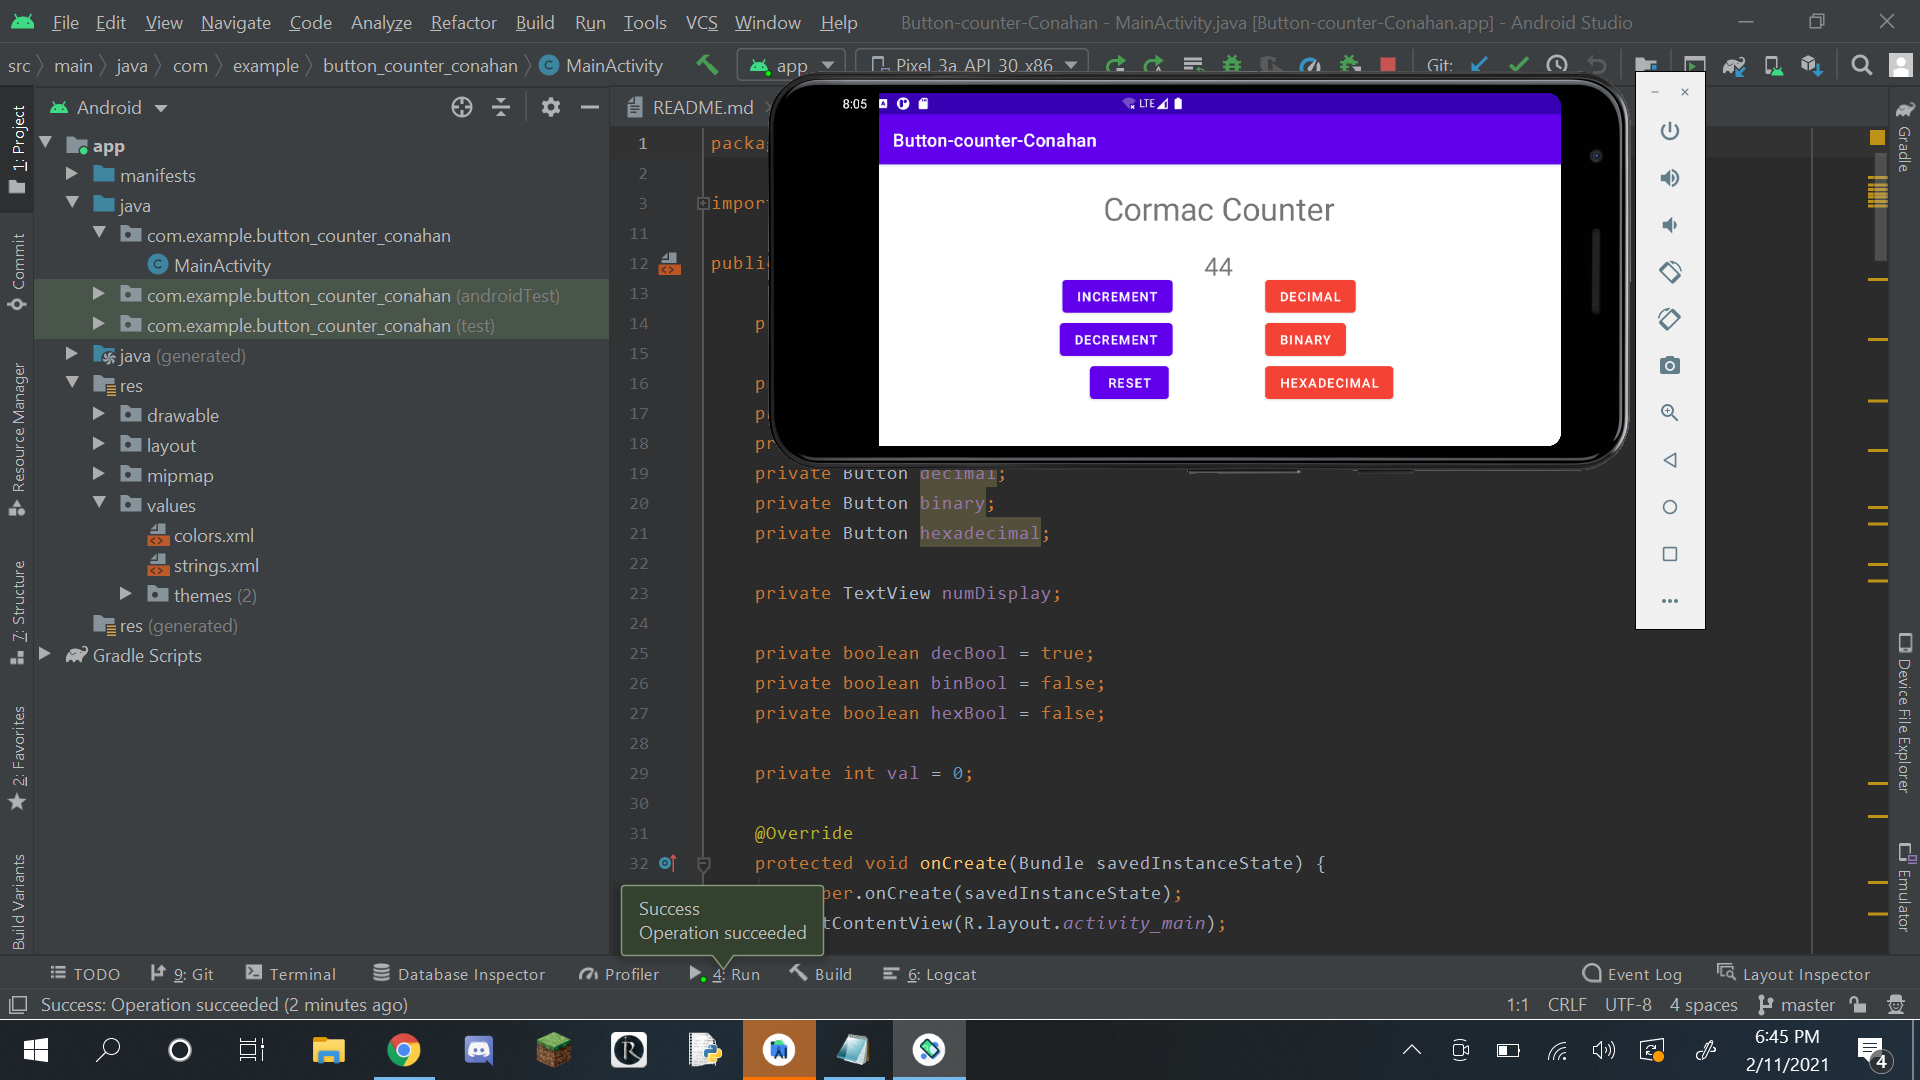 File Edit View Navigate Code Analyze Refactor Build Run Tools VCS Window Help Button-counter-Conahan - MainActivity.java [Button-counter-Conahan.app] - Android Studio
src main java com example button_counter_conahan MainActivity app Pixel 3a API 30 x86 Git:
Android
README.md
1: Project
Commit
Resource Manager
7: Structure
2: Favorites
Build Variants
app
manifests
java
com.example.button_counter_conahan
MainActivity
com.example.button_counter_conahan (androidTest)
com.example.button_counter_conahan (test)
java (generated)
res
drawable
layout
mipmap
values
colors.xml
strings.xml
themes (2)
res (generated)
Gradle Scripts
8:05 LTE
Button-counter-Conahan
Cormac Counter
44
INCREMENT DECIMAL
DECREMENT BINARY
RESET HEXADECIMAL
1 packa
2
3 impor
11
12 publi
13
14 p
15
16 p
17 p
18 pr
19 private Button decimal;
20 private Button binary;
21 private Button hexadecimal;
22
23 private TextView numDisplay;
24
25 private boolean decBool = true;
26 private boolean binBool = false;
27 private boolean hexBool = false;
28
29 private int val = 0;
30
31 @Override
32 protected void onCreate(Bundle savedInstanceState) {
per.onCreate(savedInstanceState);
tContentView(R.layout.activity_main);
Success
Operation succeeded
Gradle
Device File Explorer
Emulator
TODO 9: Git Terminal Database Inspector Profiler 4: Run Build 6: Logcat Event Log Layout Inspector
Success: Operation succeeded (2 minutes ago) 1:1 CRLF UTF-8 4 spaces master
6:45 PM
2/11/2021
4